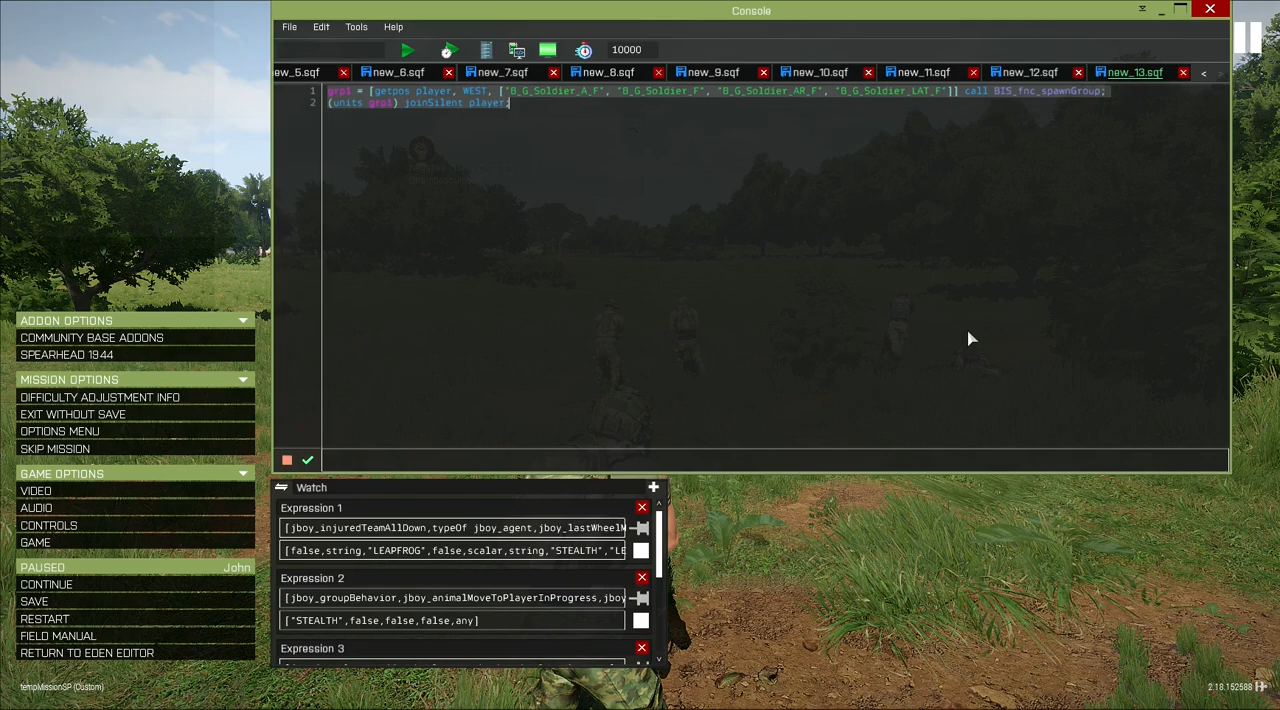 Console
File Edit Tools Help
10000
ew_5.sqf new_6.sqf new_7.sqf new_8.sqf new_9.sqf new_10.sqf new_11.sqf new_12.sqf new_13.sqf <
1 grp1 = [getpos player, WEST, ["B_G_Soldier_A_F", "B_G_Soldier_F", "B_G_Soldier_AR_F", "B_G_Soldier_LAT_F"]] call BIS_fnc_spawnGroup;
2 (units grp1) joinSilent player;
ADDON OPTIONS
COMMUNITY BASE ADDONS
SPEARHEAD 1944
MISSION OPTIONS
DIFFICULTY ADJUSTMENT INFO
EXIT WITHOUT SAVE
OPTIONS MENU
SKIP MISSION
GAME OPTIONS
VIDEO
AUDIO
CONTROLS
GAME
PAUSED John
CONTINUE
SAVE
RESTART
FIELD MANUAL
RETURN TO EDEN EDITOR
Watch
Expression 1
[jboy_injuredTeamAllDown,typeOf jboy_agent,jboy_lastWheelM
[false,string,"LEAPFROG",false,scalar,string,"STEALTH","LE
Expression 2
[jboy_groupBehavior,jboy_animalMoveToPlayerInProgress,jboy
["STEALTH",false,false,false,any]
Expression 3
tempMissionSP (Custom)
2.18.152588